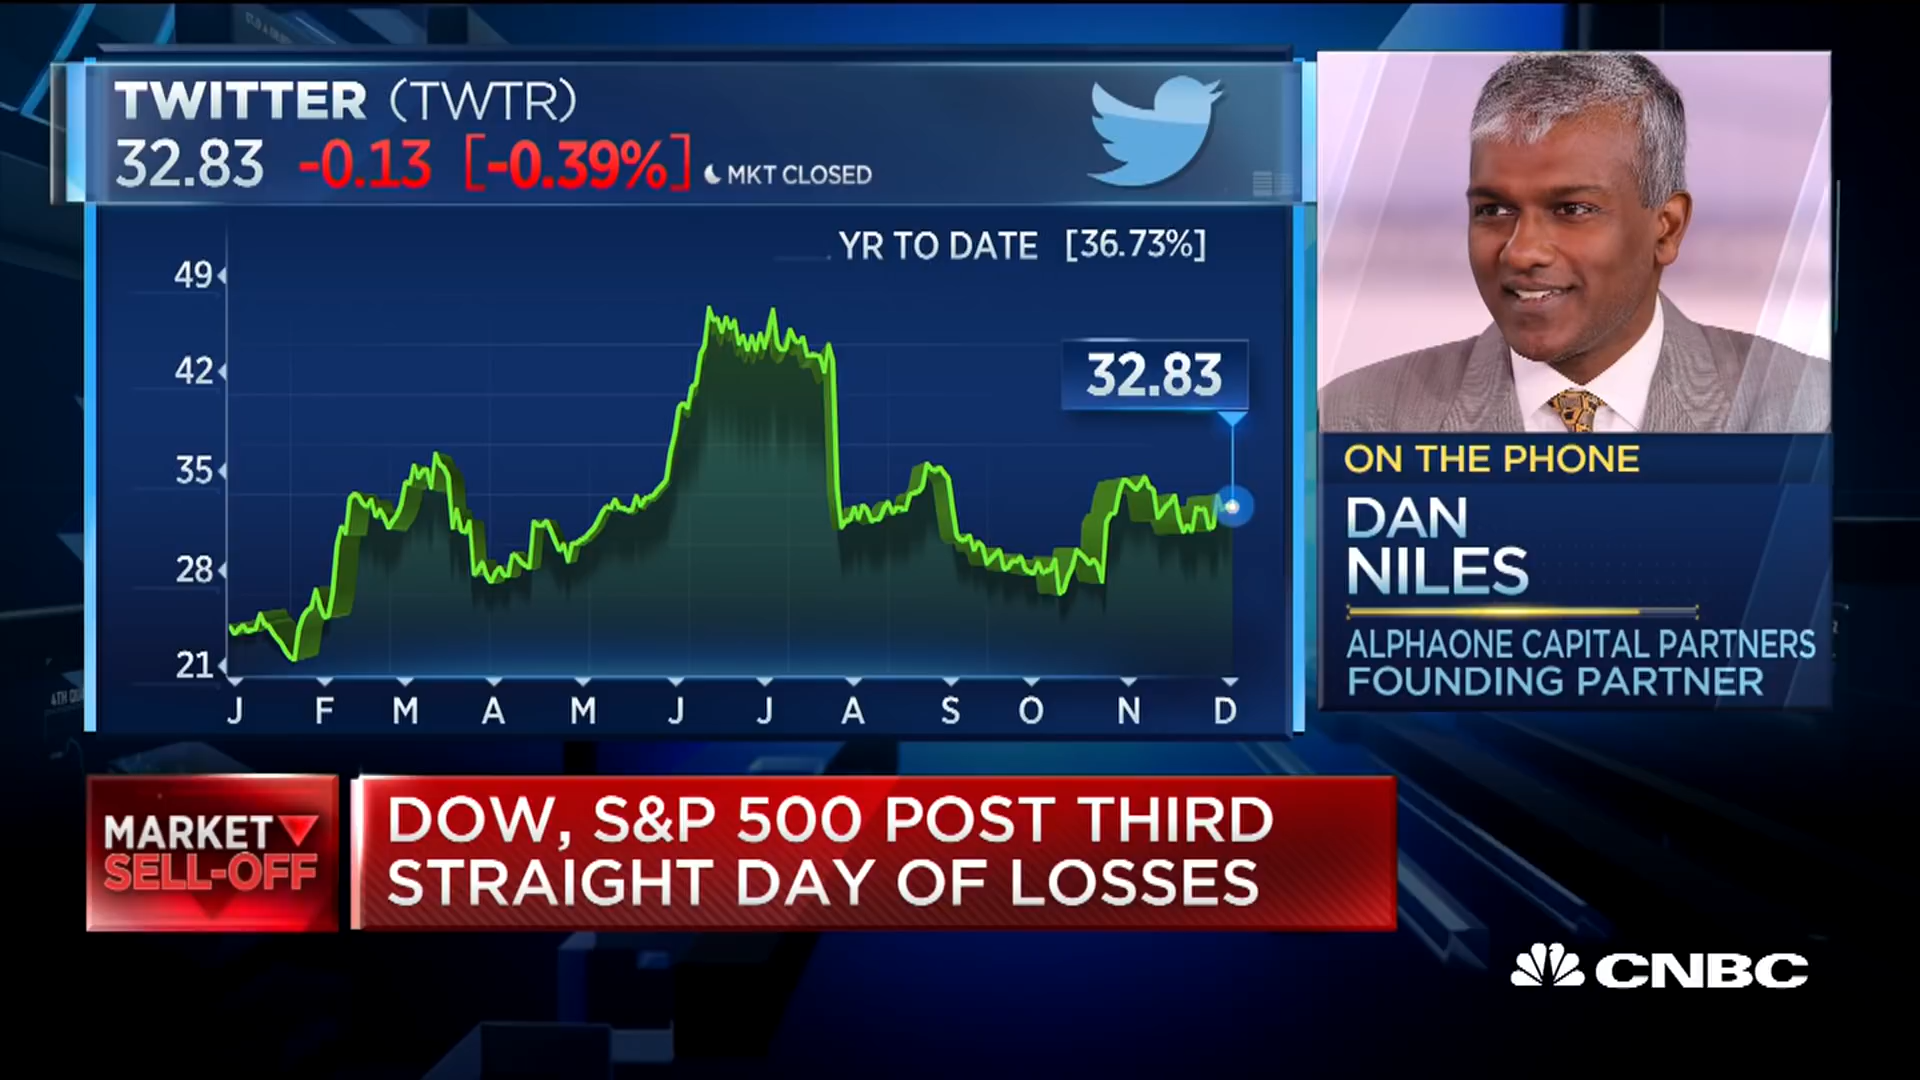 TWITTER (TWTR)
32.83 -0.13 [-0.39%] MKT CLOSED
YR TO DATE [36.73%]
49
42
35
28
21
32.83
J F M A M J J A S O N D
ON THE PHONE
DAN
NILES
ALPHAONE CAPITAL PARTNERS
FOUNDING PARTNER
MARKET
SELL-OFF
DOW, S&P 500 POST THIRD
STRAIGHT DAY OF LOSSES
CNBC
4TH